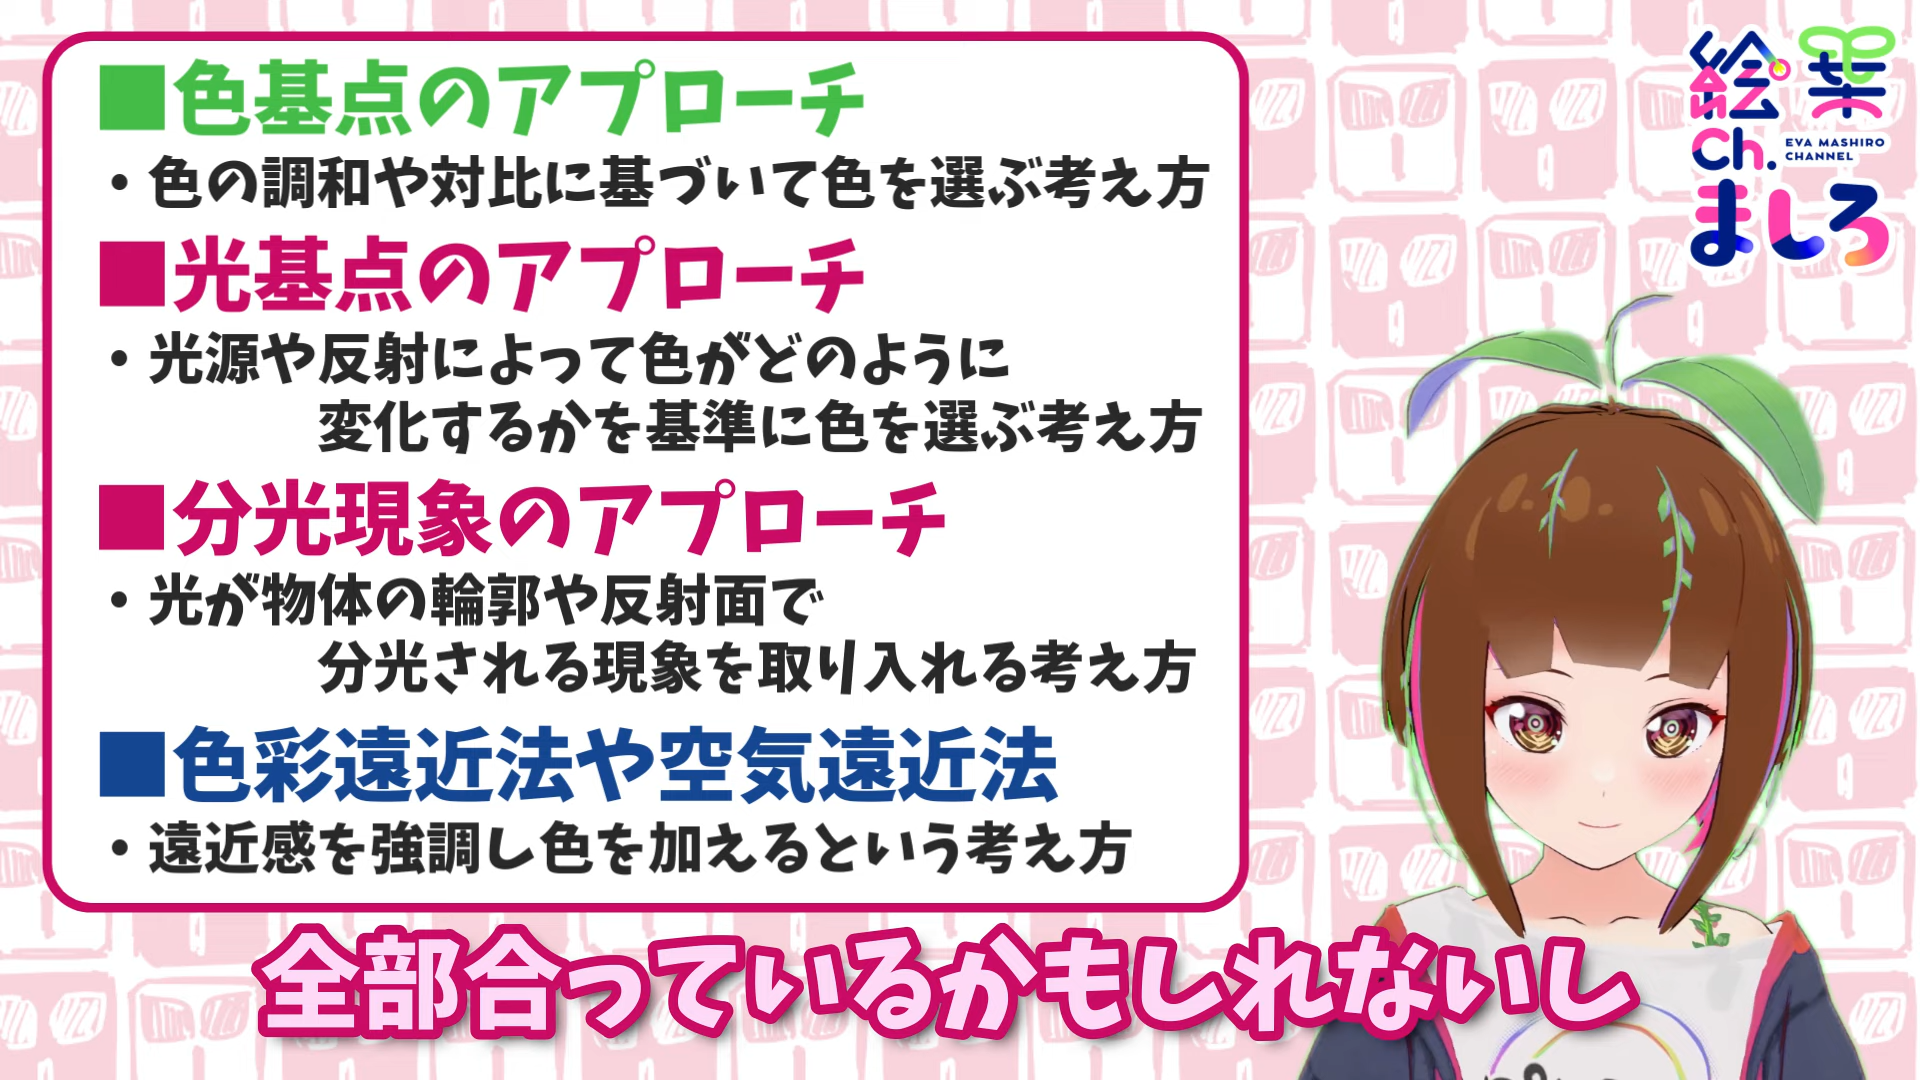 ■色基点のアプローチ
・色の調和や対比に基づいて色を選ぶ考え方
■光基点のアプローチ
・光源や反射によって色がどのように
変化するかを基準に色を選ぶ考え方
■分光現象のアプローチ
・光が物体の輪郭や反射面で
分光される現象を取り入れる考え方
■色彩遠近法や空気遠近法
・遠近感を強調し色を加えるという考え方
全部合っているかもしれないし
絵葉
Ch.
EVA MASHIRO
CHANNEL
ましろ